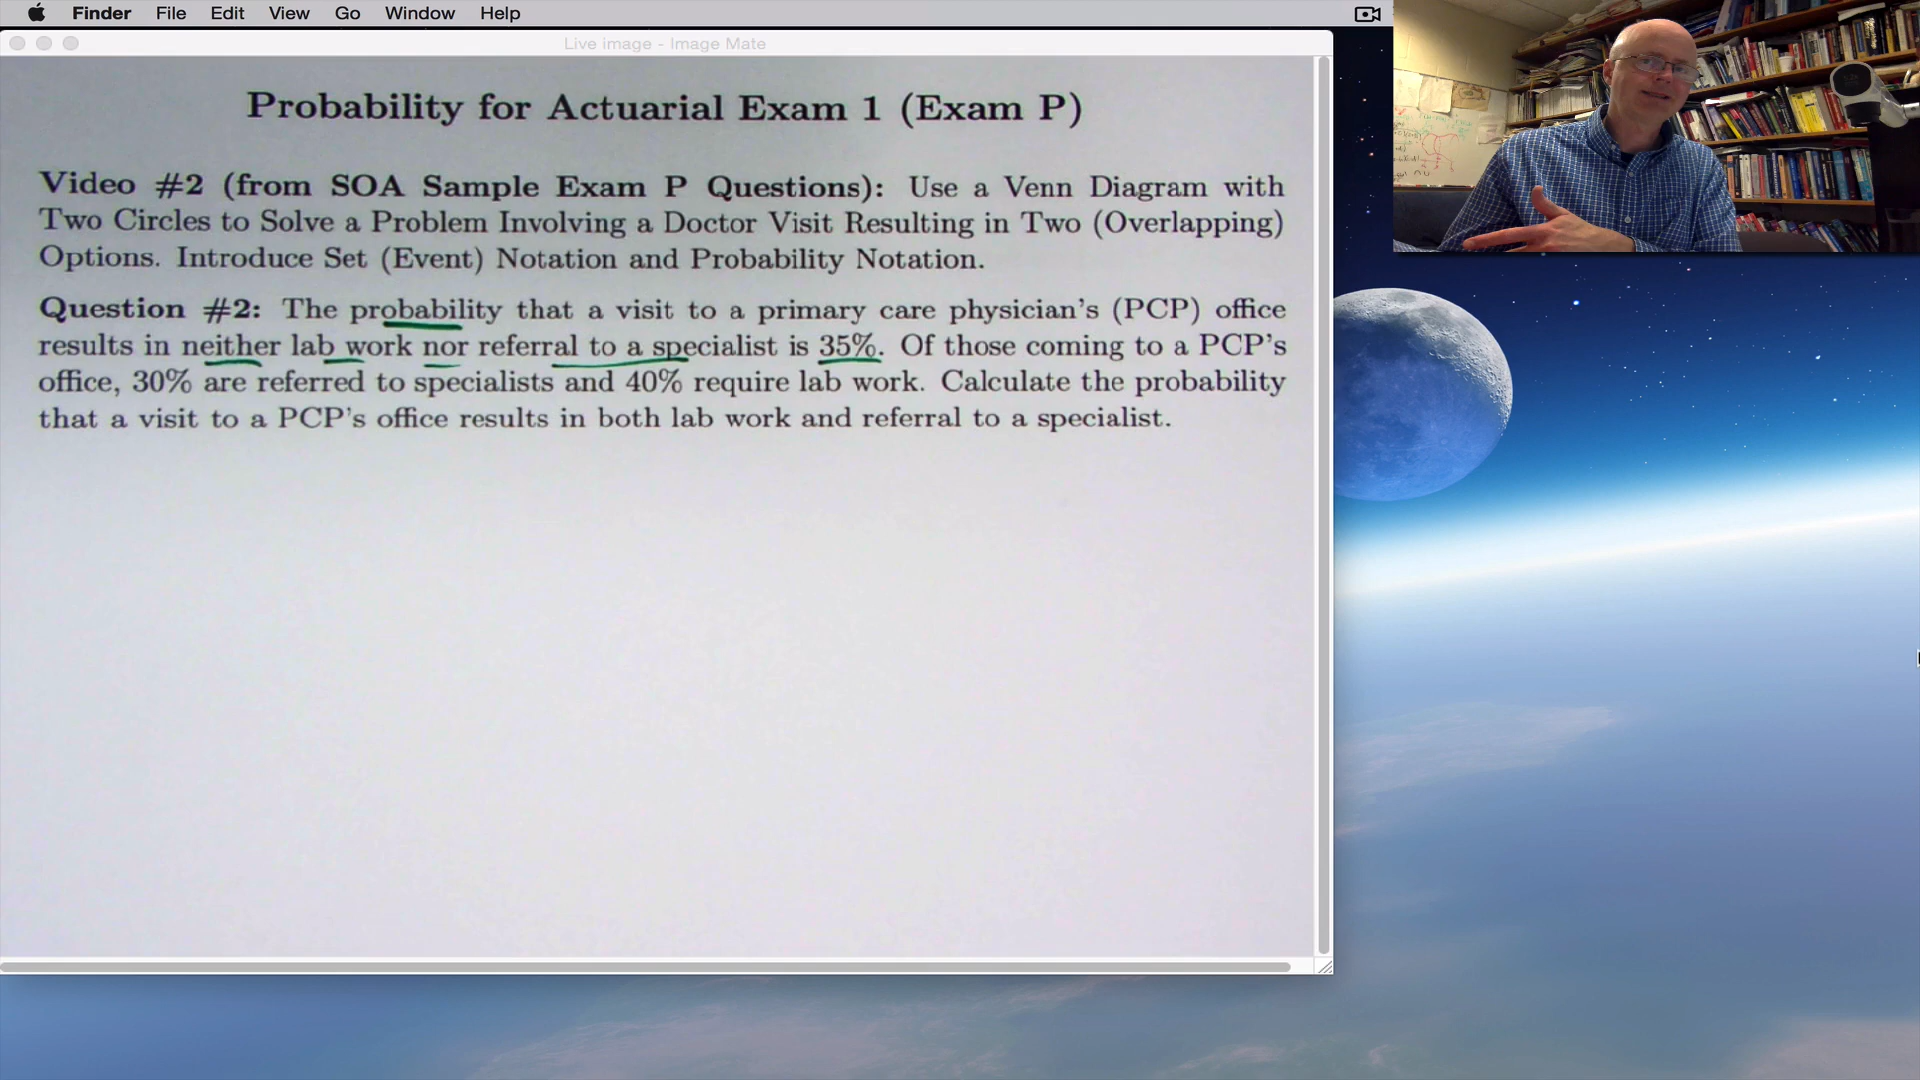 Finder File Edit View Go Window Help
Live image - Image Mate
Probability for Actuarial Exam 1 (Exam P)
Video #2 (from SOA Sample Exam P Questions): Use a Venn Diagram with
Two Circles to Solve a Problem Involving a Doctor Visit Resulting in Two (Overlapping)
Options. Introduce Set (Event) Notation and Probability Notation.
Question #2: The probability that a visit to a primary care physician's (PCP) office
results in neither lab work nor referral to a specialist is 35%. Of those coming to a PCP's
office, 30% are referred to specialists and 40% require lab work. Calculate the probability
that a visit to a PCP's office results in both lab work and referral to a specialist.